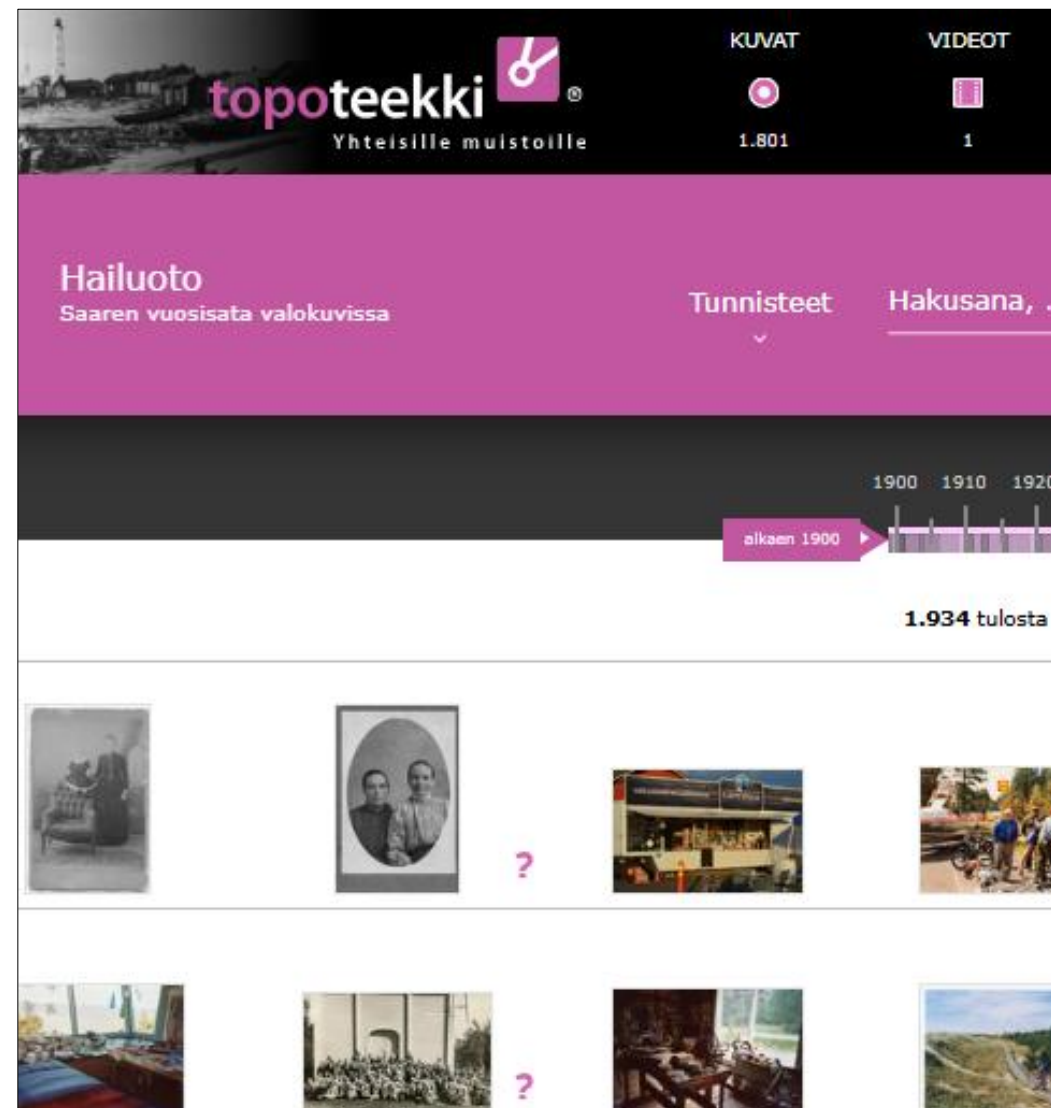 KUVAT
VIDEOT
topoteekki ®
Yhteisille muistoille
1.801
1
Hailuoto
Saaren vuosisata valokuvissa
Tunnisteet
Hakusana, .
1900 1910 1920
alkaen 1900
1.934 tulosta
?
?